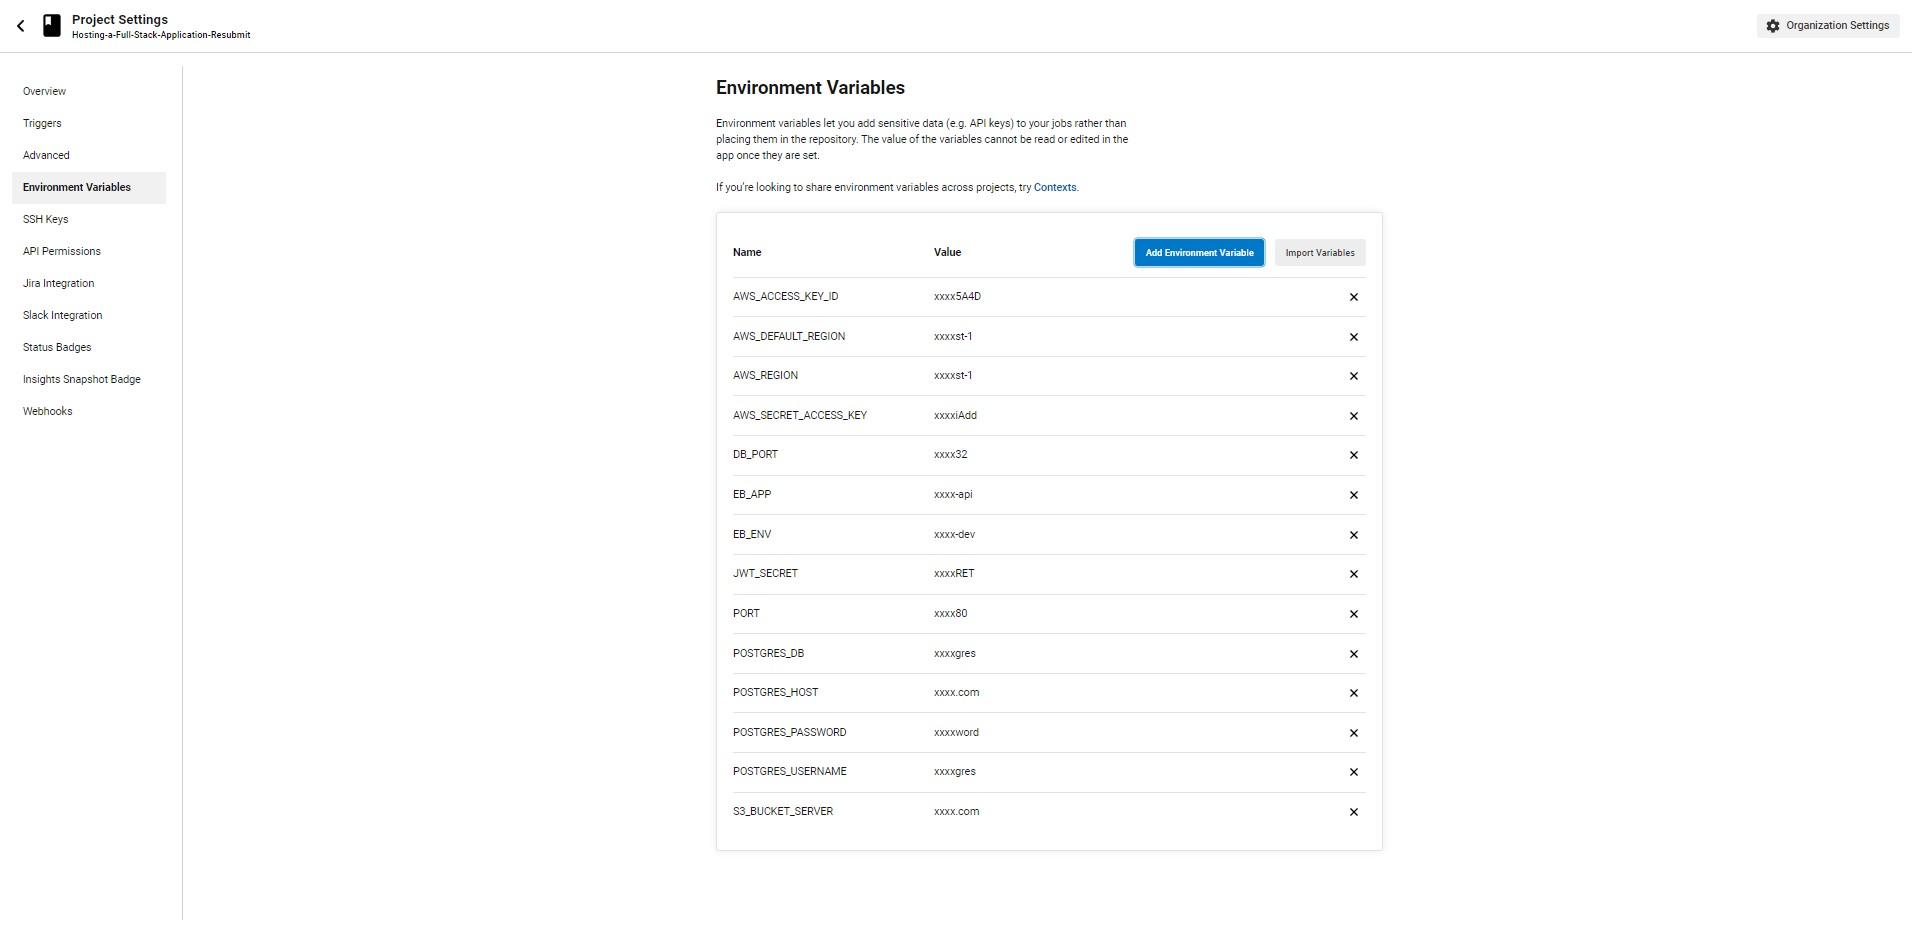 Project Settings
Hosting-a-Full-Stack-Application-Resubmit
Organization Settings
Overview
Triggers
Advanced
Environment Variables
SSH Keys
API Permissions
Jira Integration
Slack Integration
Status Badges
Insights Snapshot Badge
Webhooks
Environment Variables
Environment variables let you add sensitive data (e.g. API keys) to your jobs rather than
placing them in the repository. The value of the variables cannot be read or edited in the
app once they are set.
If you're looking to share environment variables across projects, try Contexts.
Name Value Add Environment Variable Import Variables
AWS_ACCESS_KEY_ID xxxx5A4D
AWS_DEFAULT_REGION xxxxst-1
AWS_REGION xxxxst-1
AWS_SECRET_ACCESS_KEY xxxxiAdd
DB_PORT xxxx32
EB_APP xxxx-api
EB_ENV xxxx-dev
JWT_SECRET xxxxRET
PORT xxxx80
POSTGRES_DB xxxxgres
POSTGRES_HOST xxxx.com
POSTGRES_PASSWORD xxxxword
POSTGRES_USERNAME xxxxgres
S3_BUCKET_SERVER xxxx.com